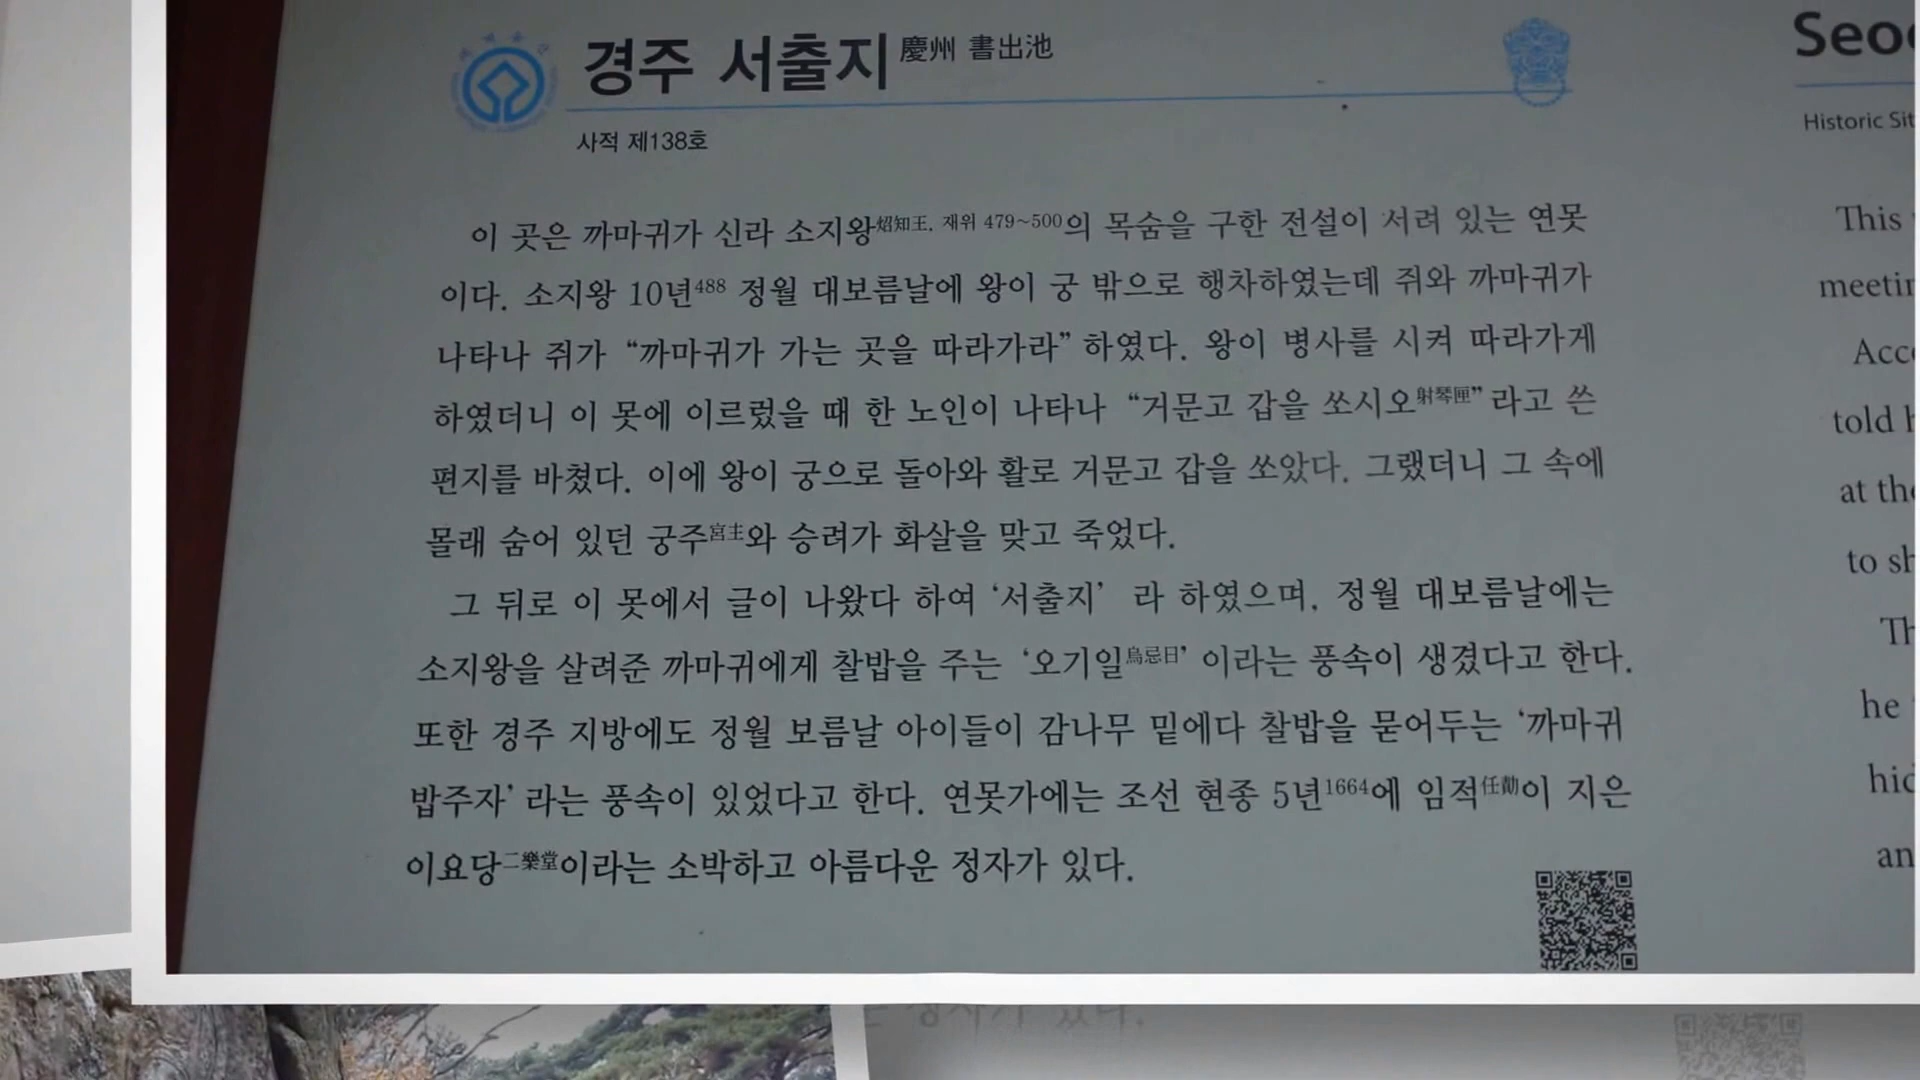 경주 서출지 慶州 書出池
사적 제138호
이 곳은 까마귀가 신라 소지왕炤知王, 재위 479~500의 목숨을 구한 전설이 서려 있는 연못
이다. 소지왕 10년488 정월 대보름날에 왕이 궁 밖으로 행차하였는데 쥐와 까마귀가
나타나 쥐가 “까마귀가 가는 곳을 따라가라” 하였다. 왕이 병사를 시켜 따라가게
하였더니 이 못에 이르렀을 때 한 노인이 나타나 “거문고 갑을 쏘시오射琴匣”라고 쓴
편지를 바쳤다. 이에 왕이 궁으로 돌아와 활로 거문고 갑을 쏘았다. 그랬더니 그 속에
몰래 숨어 있던 궁주宮主와 승려가 화살을 맞고 죽었다.
그 뒤로 이 못에서 글이 나왔다 하여 ‘서출지’ 라 하였으며, 정월 대보름날에는
소지왕을 살려준 까마귀에게 찰밥을 주는 ‘오기일烏忌日’ 이라는 풍속이 생겼다고 한다.
또한 경주 지방에도 정월 보름날 아이들이 감나무 밑에다 찰밥을 묻어두는 ‘까마귀
밥주자’ 라는 풍속이 있었다고 한다. 연못가에는 조선 현종 5년1664에 임적任勣이 지은
이요당二樂堂이라는 소박하고 아름다운 정자가 있다.
Seo
Historic Sit
This
meetin
Acc
told h
at the
to sh
Th
he
hid
an
정자가 있다.